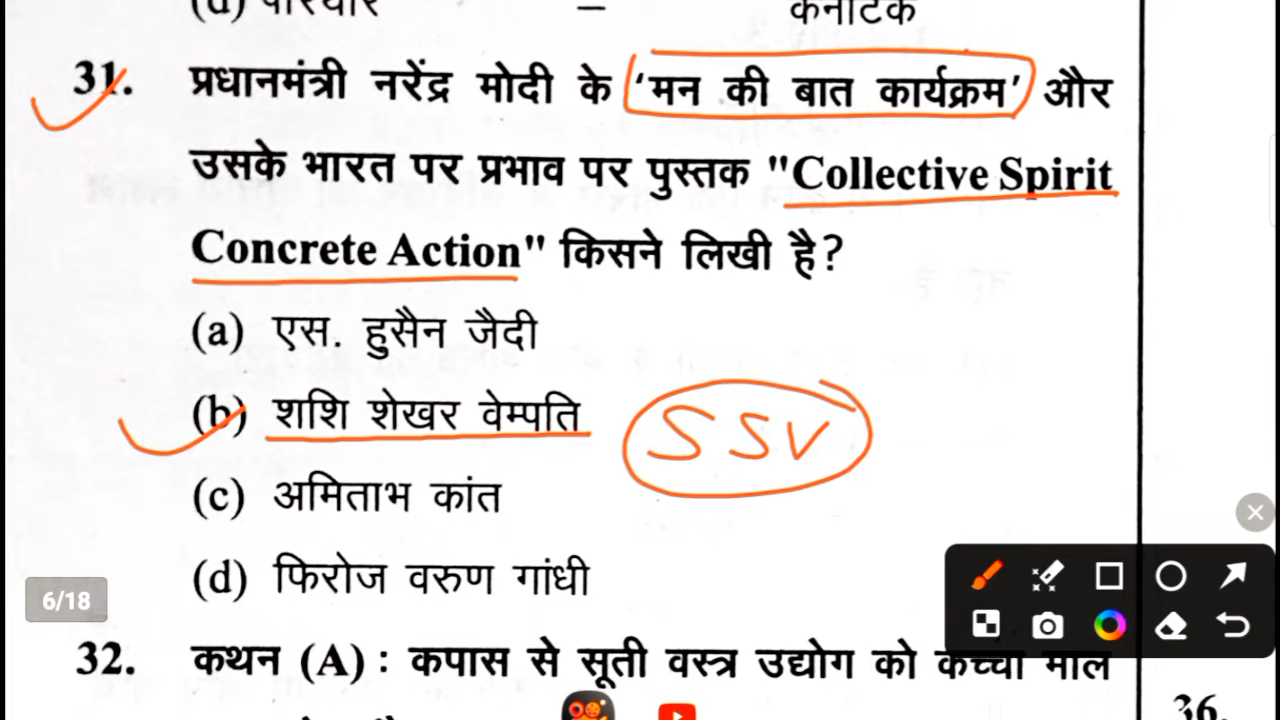 (d) परिवार – कर्नाटक
31. प्रधानमंत्री नरेंद्र मोदी के 'मन की बात कार्यक्रम' और
उसके भारत पर प्रभाव पर पुस्तक "Collective Spirit
Concrete Action" किसने लिखी है?
(a) एस. हुसैन जैदी
(b) शशि शेखर वेम्पति SSV
(c) अमिताभ कांत
(d) फिरोज वरुण गांधी
6/18
32. कथन (A) : कपास से सूती वस्त्र उद्योग को कच्चा माल
36.